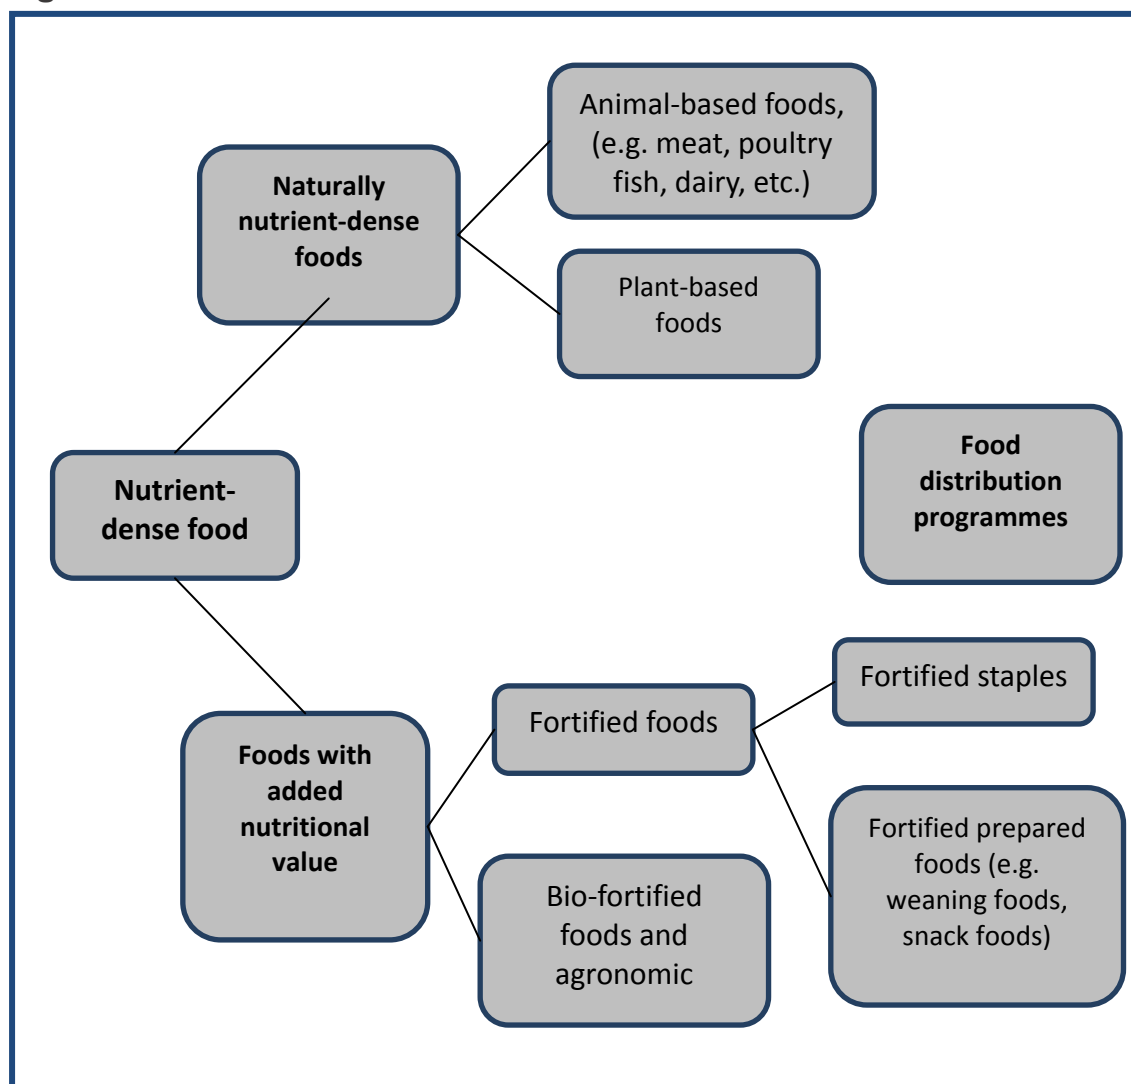 Animal-based foods,
(e.g. meat, poultry
fish, dairy, etc.)
Naturally
nutrient-dense
foods
Plant-based
foods
Food
distribution
programmes
Nutrient-
dense food
Fortified staples
Fortified foods
Foods with
added
nutritional
value
Fortified prepared
foods (e.g.
weaning foods,
snack foods)
Bio-fortified
foods and
agronomic